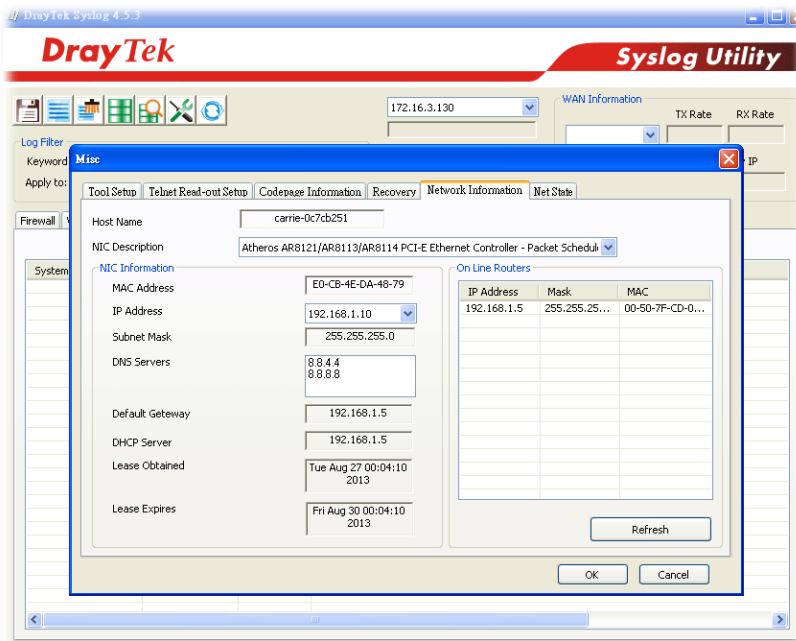 DrayTek Syslog 4.5.3
DrayTek
Syslog Utility
172.16.3.130
WAN Information
TX Rate RX Rate
Log Filter
Keyword
Apply to:
IP
Firewall
System
Misc
Tool Setup Telnet Read-out Setup Codepage Information Recovery Network Information Net State
Host Name carrie-0c7cb251
NIC Description Atheros AR8121/AR8113/AR8114 PCI-E Ethernet Controller - Packet Schedul
NIC Information
MAC Address E0-CB-4E-DA-48-79
IP Address 192.168.1.10
Subnet Mask 255.255.255.0
DNS Servers 8.8.4.4
8.8.8.8
Default Geteway 192.168.1.5
DHCP Server 192.168.1.5
Lease Obtained Tue Aug 27 00:04:10
2013
Lease Expires Fri Aug 30 00:04:10
2013
On Line Routers
IP Address Mask MAC
192.168.1.5 255.255.25... 00-50-7F-CD-0...
Refresh
OK Cancel